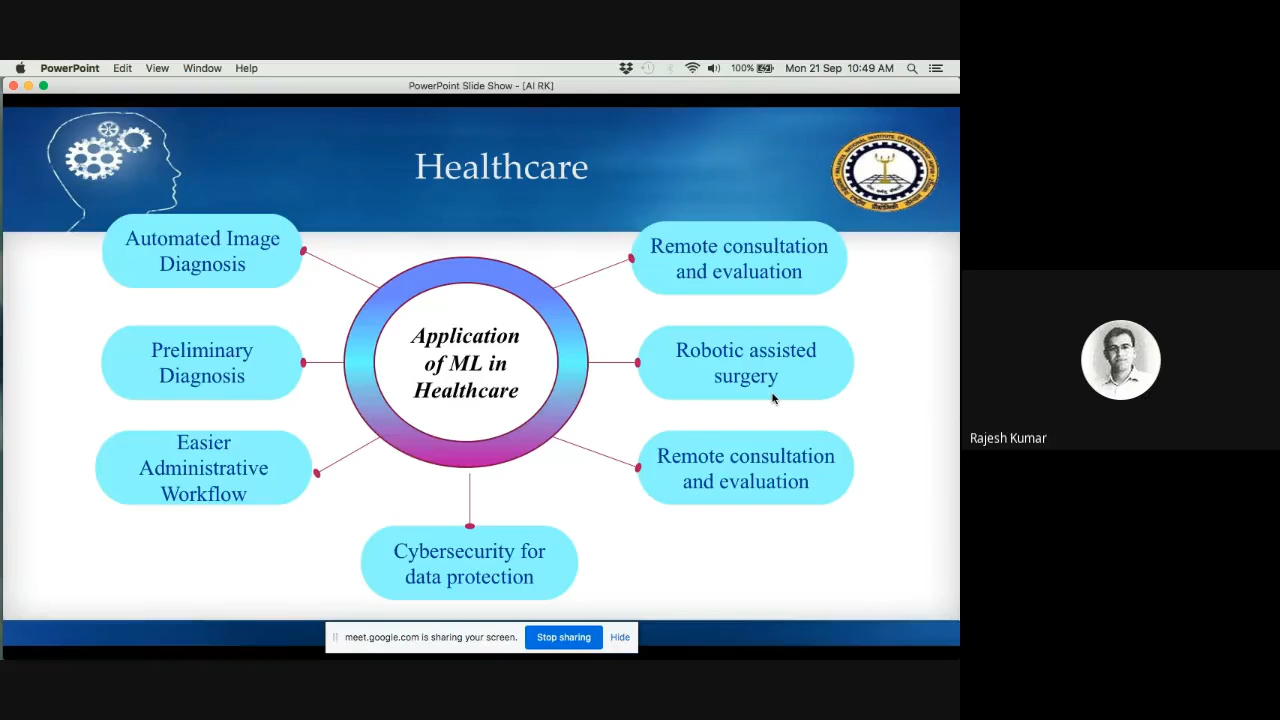 PowerPoint Edit View Window Help
100% Mon 21 Sep 10:49 AM
PowerPoint Slide Show - [AI RK]
Healthcare
Automated Image
Diagnosis
Preliminary
Diagnosis
Easier
Administrative
Workflow
Application
of ML in
Healthcare
Remote consultation
and evaluation
Robotic assisted
surgery
Remote consultation
and evaluation
Cybersecurity for
data protection
meet.google.com is sharing your screen. Stop sharing Hide
Rajesh Kumar